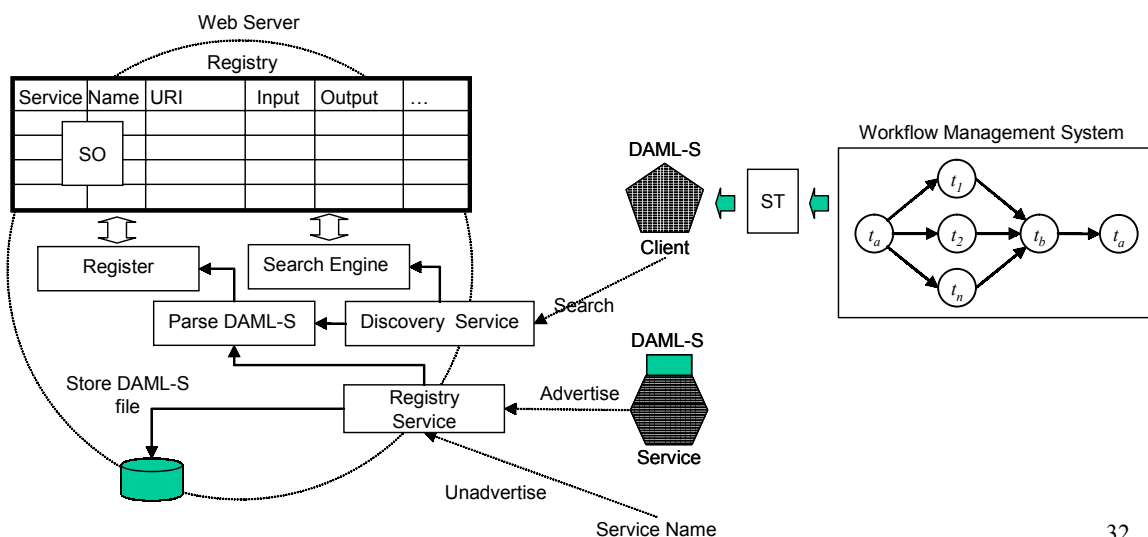 Web Server
Registry
Service Name URI Input Output …
SO
Register
Search Engine
Parse DAML-S
Discovery Service
Store DAML-S
file
Registry
Service
DAML-S
Client
ST
Workflow Management System
t1
ta t2 tb ta
tn
Search
DAML-S
Advertise
Service
Unadvertise
Service Name
32